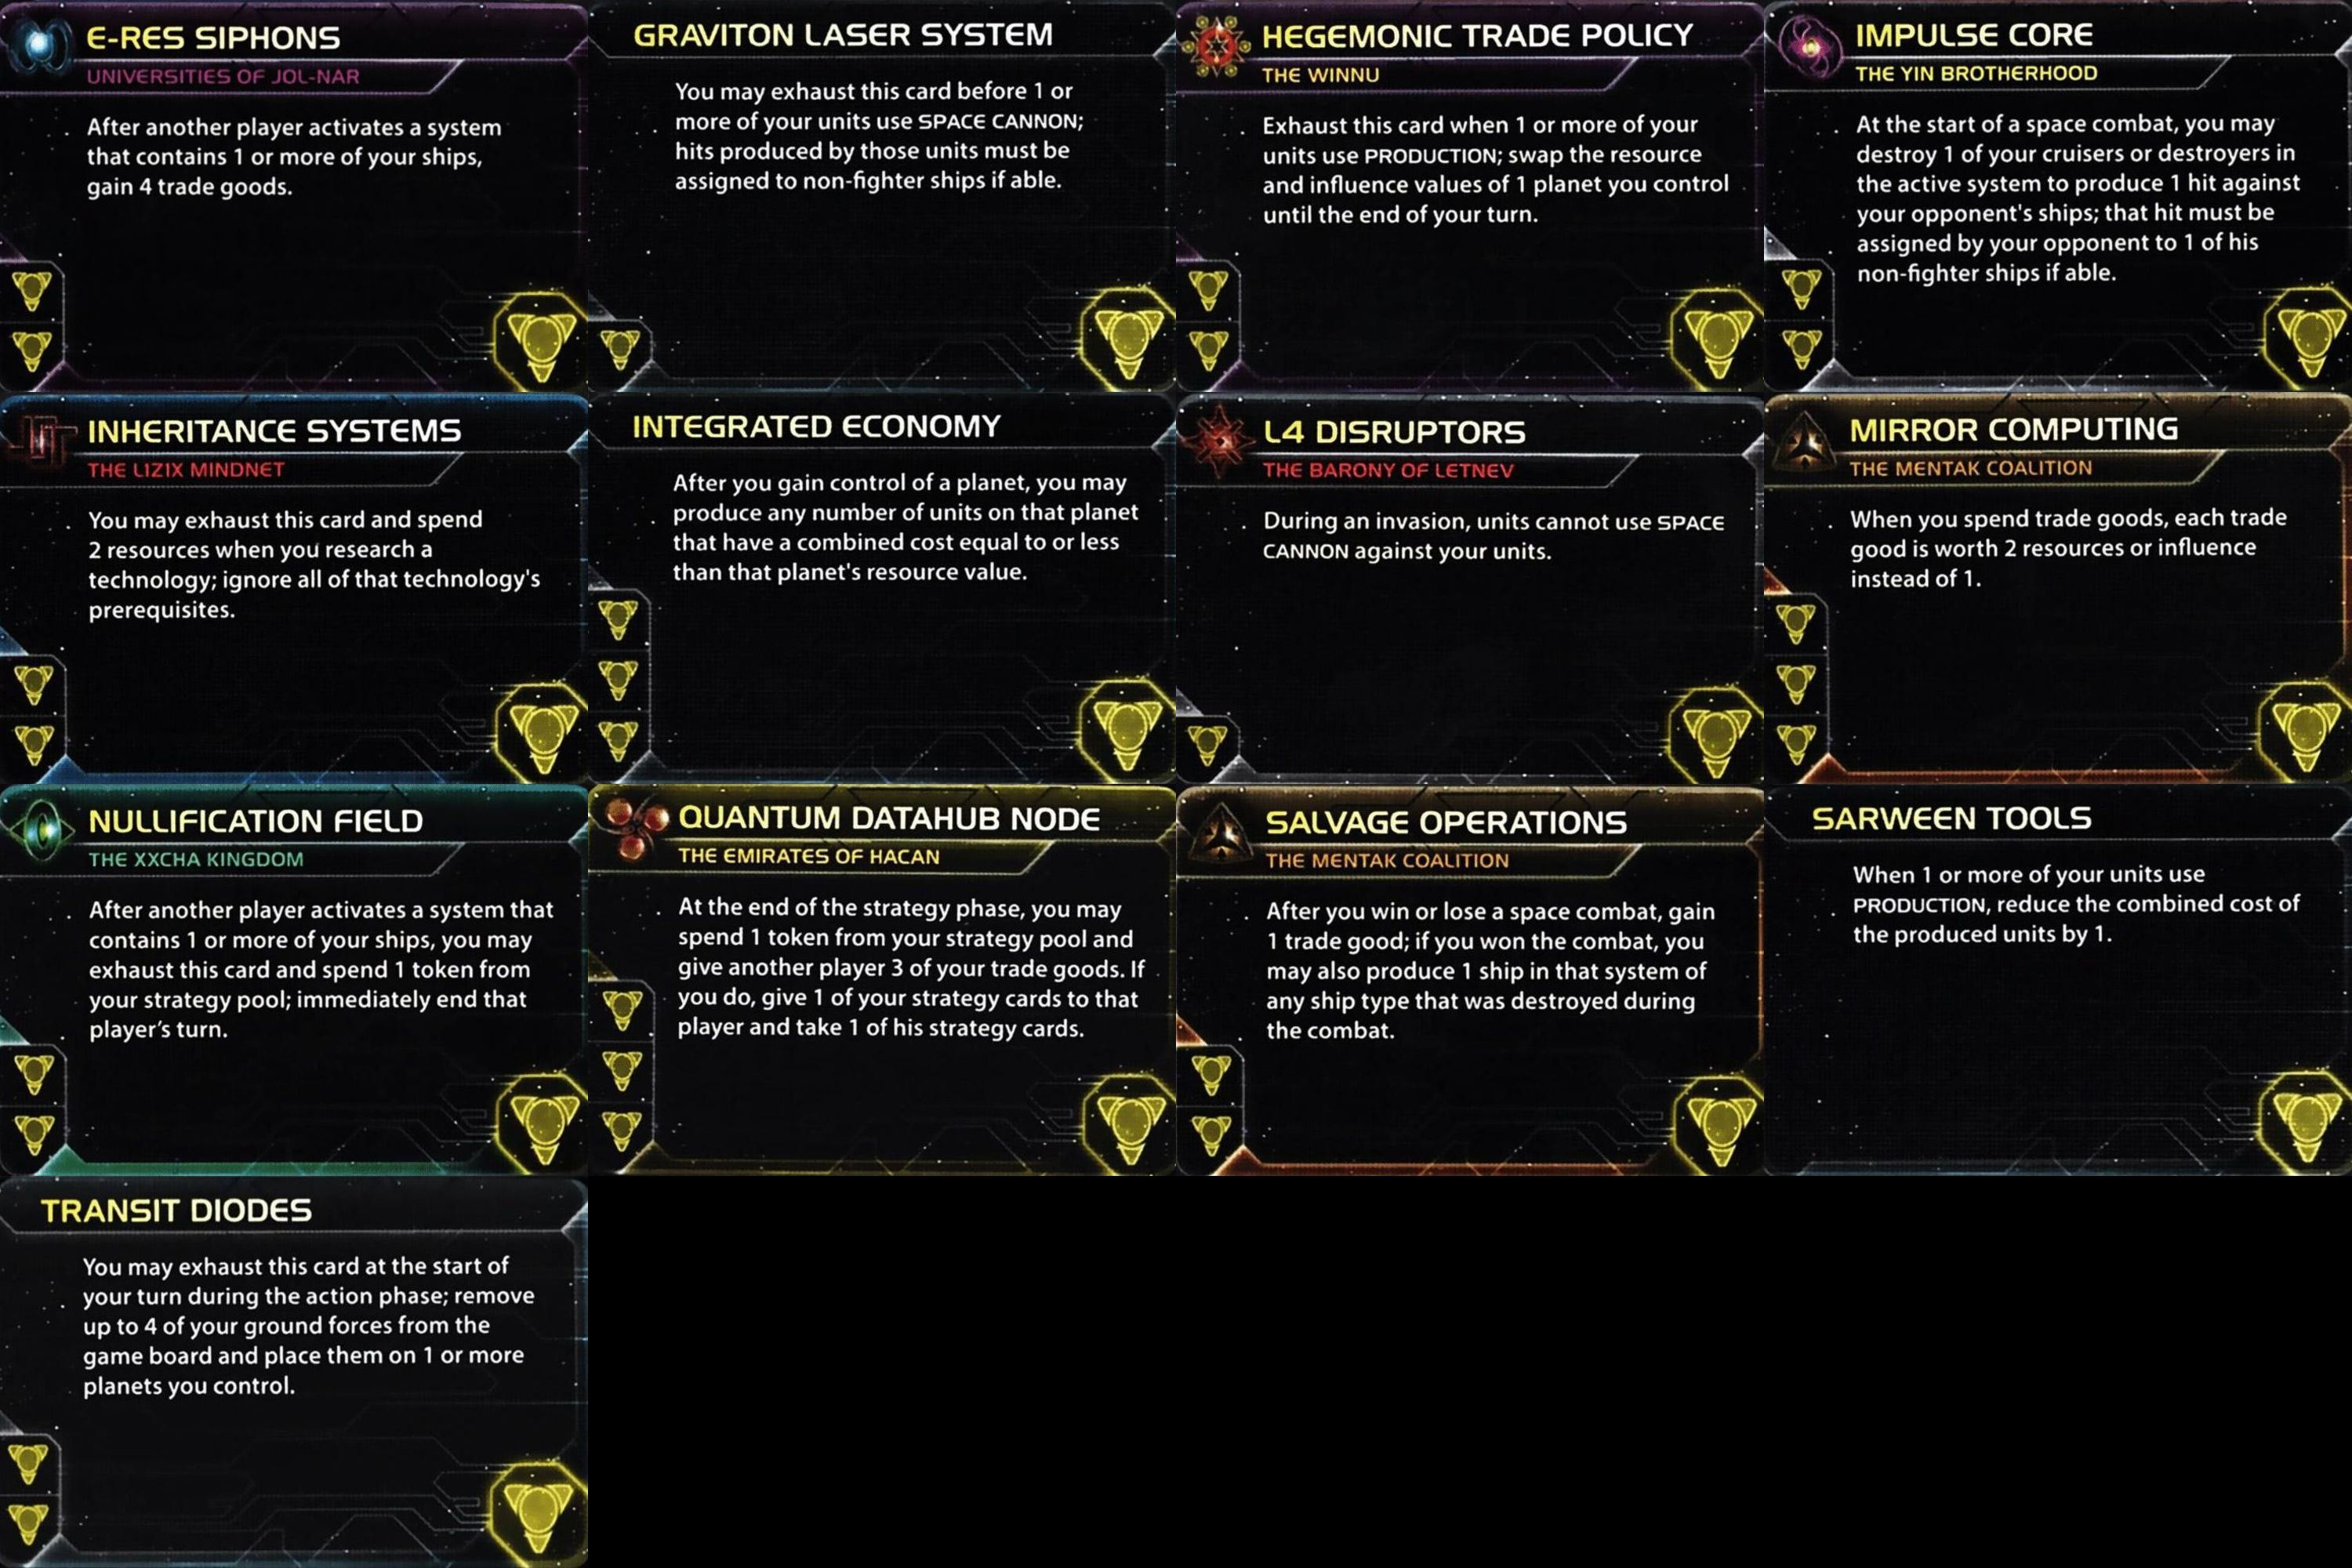 E-RES SIPHONS
UNIVERSITIES OF JOL-NAR
After another player activates a system
that contains 1 or more of your ships,
gain 4 trade goods.
GRAVITON LASER SYSTEM
You may exhaust this card before 1 or
more of your units use SPACE CANNON;
hits produced by those units must be
assigned to non-fighter ships if able.
HEGEMONIC TRADE POLICY
THE WINNU
Exhaust this card when 1 or more of your
units use PRODUCTION; swap the resource
and influence values of 1 planet you control
until the end of your turn.
IMPULSE CORE
THE YIN BROTHERHOOD
At the start of a space combat, you may
destroy 1 of your cruisers or destroyers in
the active system to produce 1 hit against
your opponent's ships; that hit must be
assigned by your opponent to 1 of his
non-fighter ships if able.
INHERITANCE SYSTEMS
THE L1Z1X MINDNET
You may exhaust this card and spend
2 resources when you research a
technology; ignore all of that technology's
prerequisites.
INTEGRATED ECONOMY
After you gain control of a planet, you may
produce any number of units on that planet
that have a combined cost equal to or less
than that planet's resource value.
L4 DISRUPTORS
THE BARONY OF LETNEV
During an invasion, units cannot use SPACE
CANNON against your units.
MIRROR COMPUTING
THE MENTAK COALITION
When you spend trade goods, each trade
good is worth 2 resources or influence
instead of 1.
NULLIFICATION FIELD
THE XXCHA KINGDOM
After another player activates a system that
contains 1 or more of your ships, you may
exhaust this card and spend 1 token from
your strategy pool; immediately end that
player’s turn.
QUANTUM DATAHUB NODE
THE EMIRATES OF HACAN
At the end of the strategy phase, you may
spend 1 token from your strategy pool and
give another player 3 of your trade goods. If
you do, give 1 of your strategy cards to that
player and take 1 of his strategy cards.
SALVAGE OPERATIONS
THE MENTAK COALITION
After you win or lose a space combat, gain
1 trade good; if you won the combat, you
may also produce 1 ship in that system of
any ship type that was destroyed during
the combat.
SARWEEN TOOLS
When 1 or more of your units use
PRODUCTION, reduce the combined cost of
the produced units by 1.
TRANSIT DIODES
You may exhaust this card at the start of
your turn during the action phase; remove
up to 4 of your ground forces from the
game board and place them on 1 or more
planets you control.